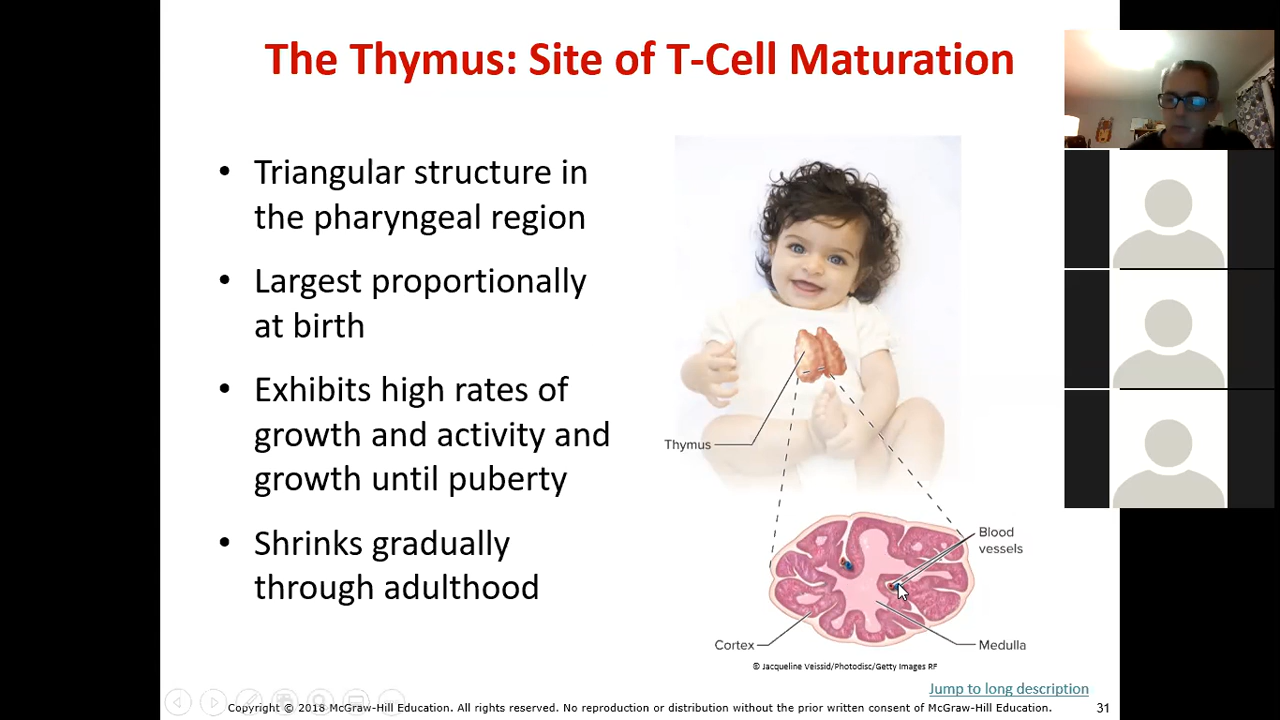 The Thymus: Site of T-Cell Maturation
• Triangular structure in
the pharyngeal region
• Largest proportionally
at birth
• Exhibits high rates of
growth and activity and
growth until puberty
• Shrinks gradually
through adulthood
Thymus
Blood
vessels
Cortex
Medulla
© Jacqueline Veissid/Photodisc/Getty Images RF
Jump to long description
Copyright © 2018 McGraw-Hill Education. All rights reserved. No reproduction or distribution without the prior written consent of McGraw-Hill Education.
31